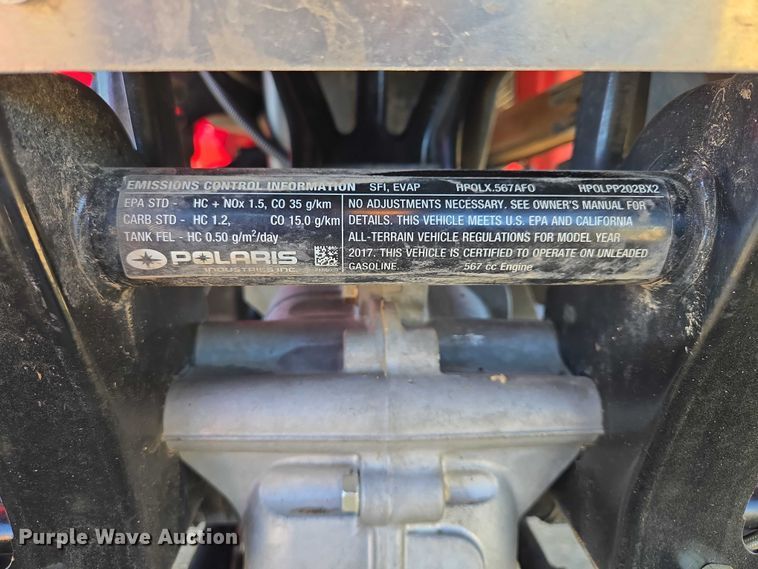 EMISSIONS CONTROL INFORMATION SFI, EVAP HPOLX.567AFO HPOLPP202BX2
EPA STD - HC + NOx 1.5, CO 35 g/km
CARB STD - HC 1.2, CO 15.0 g/km
TANK FEL - HC 0.50 g/m²/day
POLARIS
INDUSTRIES INC.
NO ADJUSTMENTS NECESSARY. SEE OWNER'S MANUAL FOR
DETAILS. THIS VEHICLE MEETS U.S. EPA AND CALIFORNIA
ALL-TERRAIN VEHICLE REGULATIONS FOR MODEL YEAR
2017. THIS VEHICLE IS CERTIFIED TO OPERATE ON UNLEADED
GASOLINE. 567 cc Engine
Purple Wave Auction